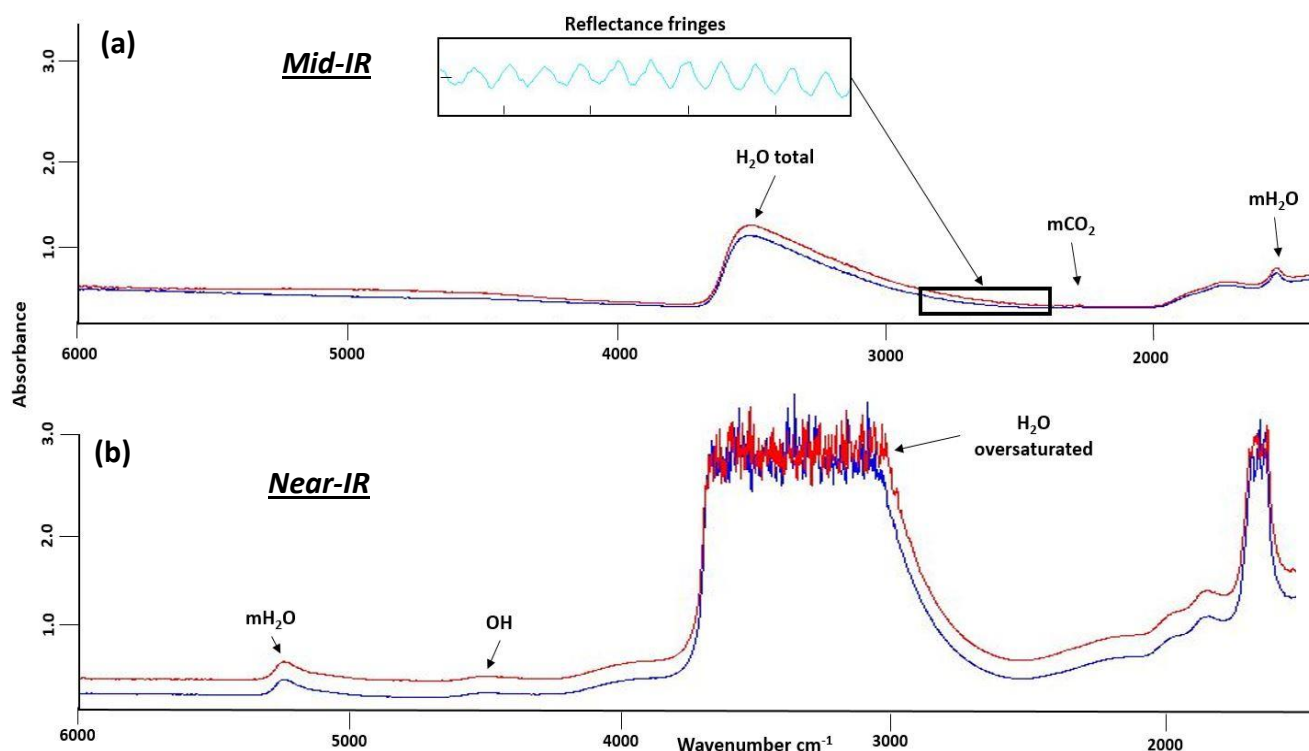 Reflectance fringes
(a)
Mid-IR
3.0
2.0
1.0
H₂O total
mCO₂
mH₂O
6000
5000
4000
3000
2000
Absorbance
(b)
Near-IR
3.0
2.0
1.0
H₂O
oversaturated
mH₂O
OH
6000
5000
4000
Wavenumber cm⁻¹
3000
2000